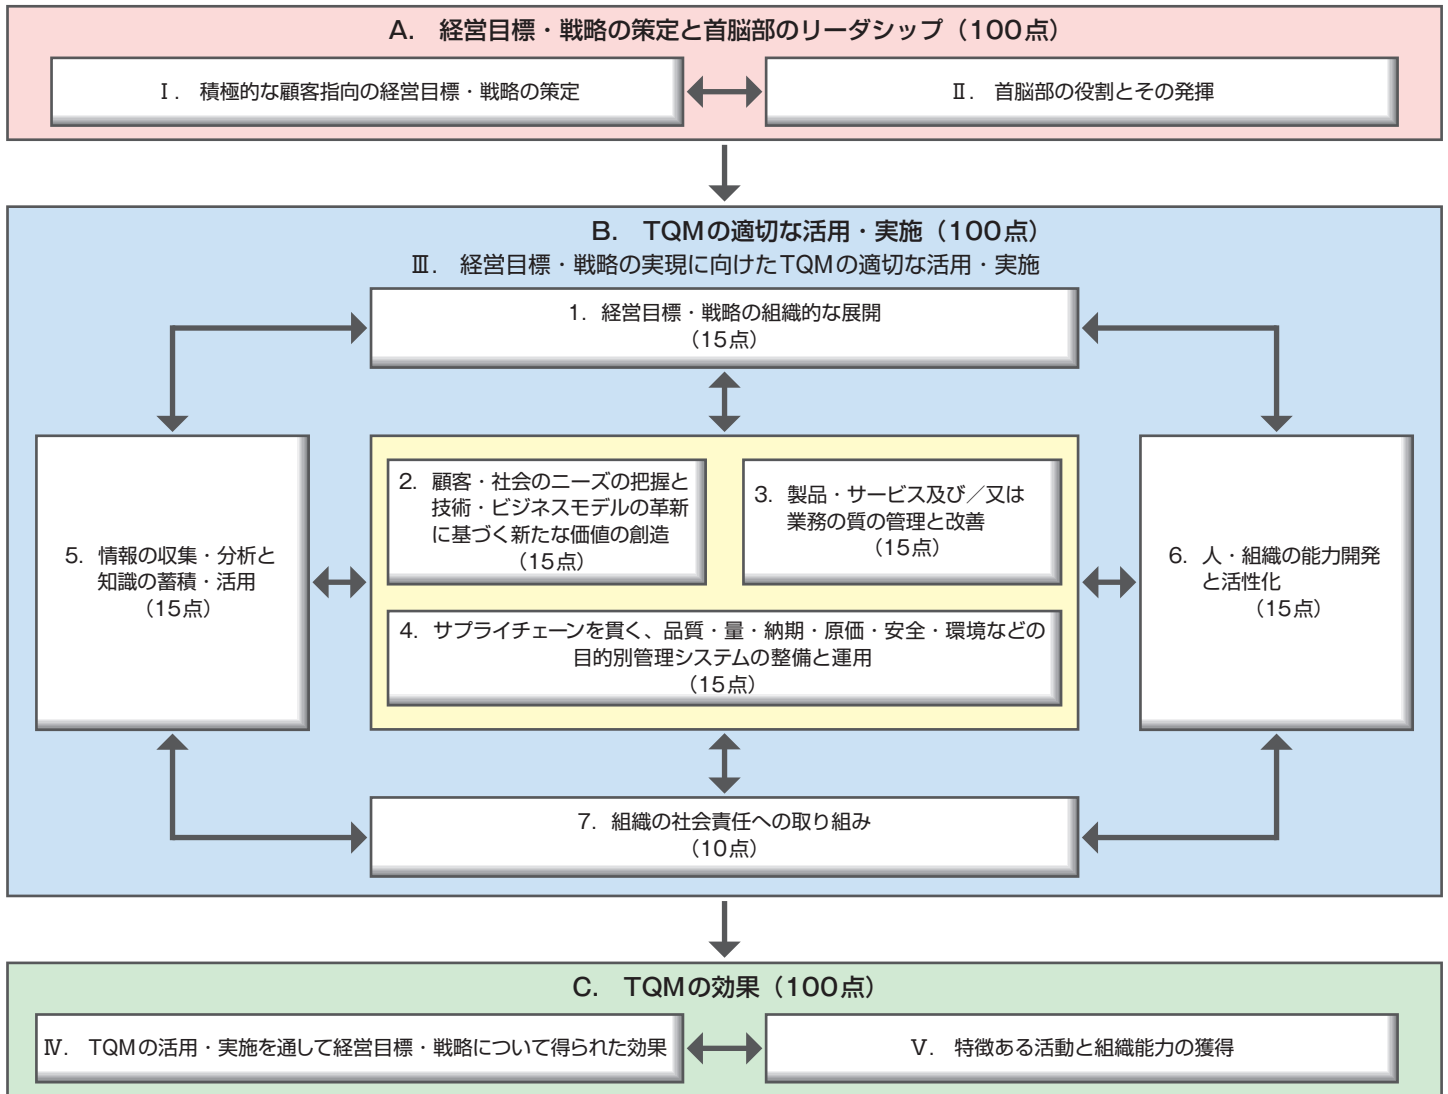 A. 経営目標・戦略の策定と首脳部のリーダシップ（100点）
Ⅰ. 積極的な顧客指向の経営目標・戦略の策定
Ⅱ. 首脳部の役割とその発揮
B. TQMの適切な活用・実施（100点）
Ⅲ. 経営目標・戦略の実現に向けたTQMの適切な活用・実施
1. 経営目標・戦略の組織的な展開
（15点）
2. 顧客・社会のニーズの把握と
技術・ビジネスモデルの革新
に基づく新たな価値の創造
（15点）
3. 製品・サービス及び／又は
業務の質の管理と改善
（15点）
4. サプライチェーンを貫く、品質・量・納期・原価・安全・環境などの
目的別管理システムの整備と運用
（15点）
5. 情報の収集・分析と
知識の蓄積・活用
（15点）
6. 人・組織の能力開発
と活性化
（15点）
7. 組織の社会責任への取り組み
（10点）
C. TQMの効果（100点）
Ⅳ. TQMの活用・実施を通して経営目標・戦略について得られた効果
Ⅴ. 特徴ある活動と組織能力の獲得